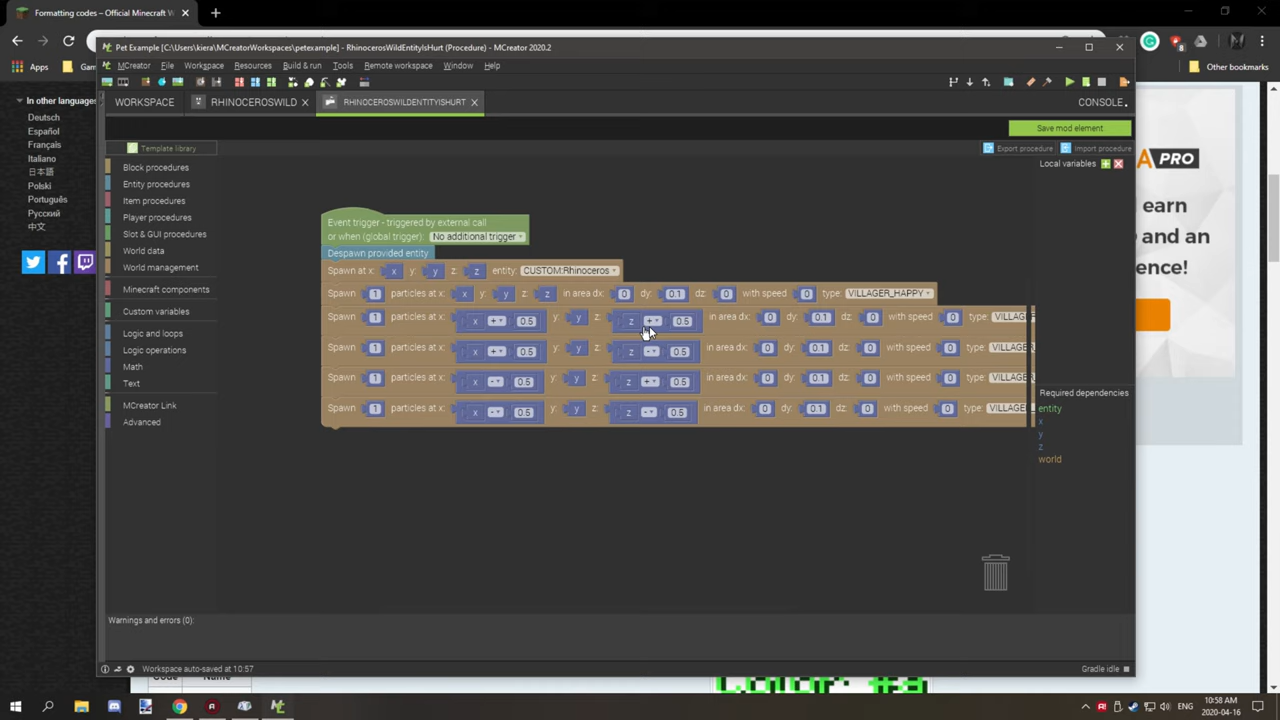 Formatting codes – Official Minecraft W
Apps
Gam
Other bookmarks
In other languages
Deutsch
Español
Français
Italiano
日本語
Polski
Português
Русский
中文
Pet Example [C:\Users\kiera\MCreatorWorkspaces\petexample] - RhinocerosWildEntityIsHurt (Procedure) - MCreator 2020.2
MCreator File Workspace Resources Build & run Tools Remote workspace Window Help
WORKSPACE RHINOCEROSWILD RHINOCEROSWILDENTITYISHURT CONSOLE
Save mod element
Template library
Export procedure Import procedure
Local variables
Block procedures
Entity procedures
Item procedures
Player procedures
Slot & GUI procedures
World data
World management
Minecraft components
Custom variables
Logic and loops
Logic operations
Math
Text
MCreator Link
Advanced
Event trigger - triggered by external call
or when (global trigger): No additional trigger
Despawn provided entity
Spawn at x: x y: y z: z entity: CUSTOM:Rhinoceros
Spawn 1 particles at x: x y: y z: z in area dx: 0 dy: 0.1 dz: 0 with speed 0 type: VILLAGER_HAPPY
Spawn 1 particles at x: x + 0.5 y: y z: z + 0.5 in area dx: 0 dy: 0.1 dz: 0 with speed 0 type: VILLAGE
Spawn 1 particles at x: x + 0.5 y: y z: z - 0.5 in area dx: 0 dy: 0.1 dz: 0 with speed 0 type: VILLAGE
Spawn 1 particles at x: x - 0.5 y: y z: z + 0.5 in area dx: 0 dy: 0.1 dz: 0 with speed 0 type: VILLAGER
Spawn 1 particles at x: x - 0.5 y: y z: z - 0.5 in area dx: 0 dy: 0.1 dz: 0 with speed 0 type: VILLAGER
Required dependencies
entity
x
y
z
world
Warnings and errors (0):
Workspace auto-saved at 10:57
Gradle idle
A PRO
earn
and an
ience!
Code Name
Color #a
ENG
10:58 AM
2020-04-16